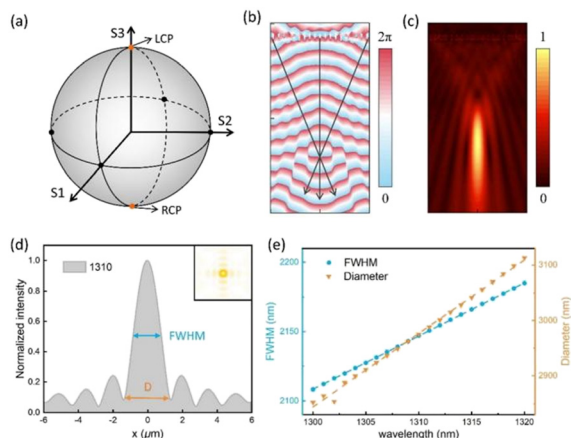 (a)
S3
LCP
S2
S1
RCP
(b)
2π
0
(c)
1
0
(d)
Normalized intensity
1.0
0.8
0.6
0.4
0.2
0.0
1310
FWHM
D
-6 -4 -2 0 2 4 6
x (μm)
(e)
FWHM (nm)
2200
2150
2100
FWHM
Diameter
3100
3000
2900
Diameter (nm)
1300 1305 1310 1315 1320
wavelength (nm)